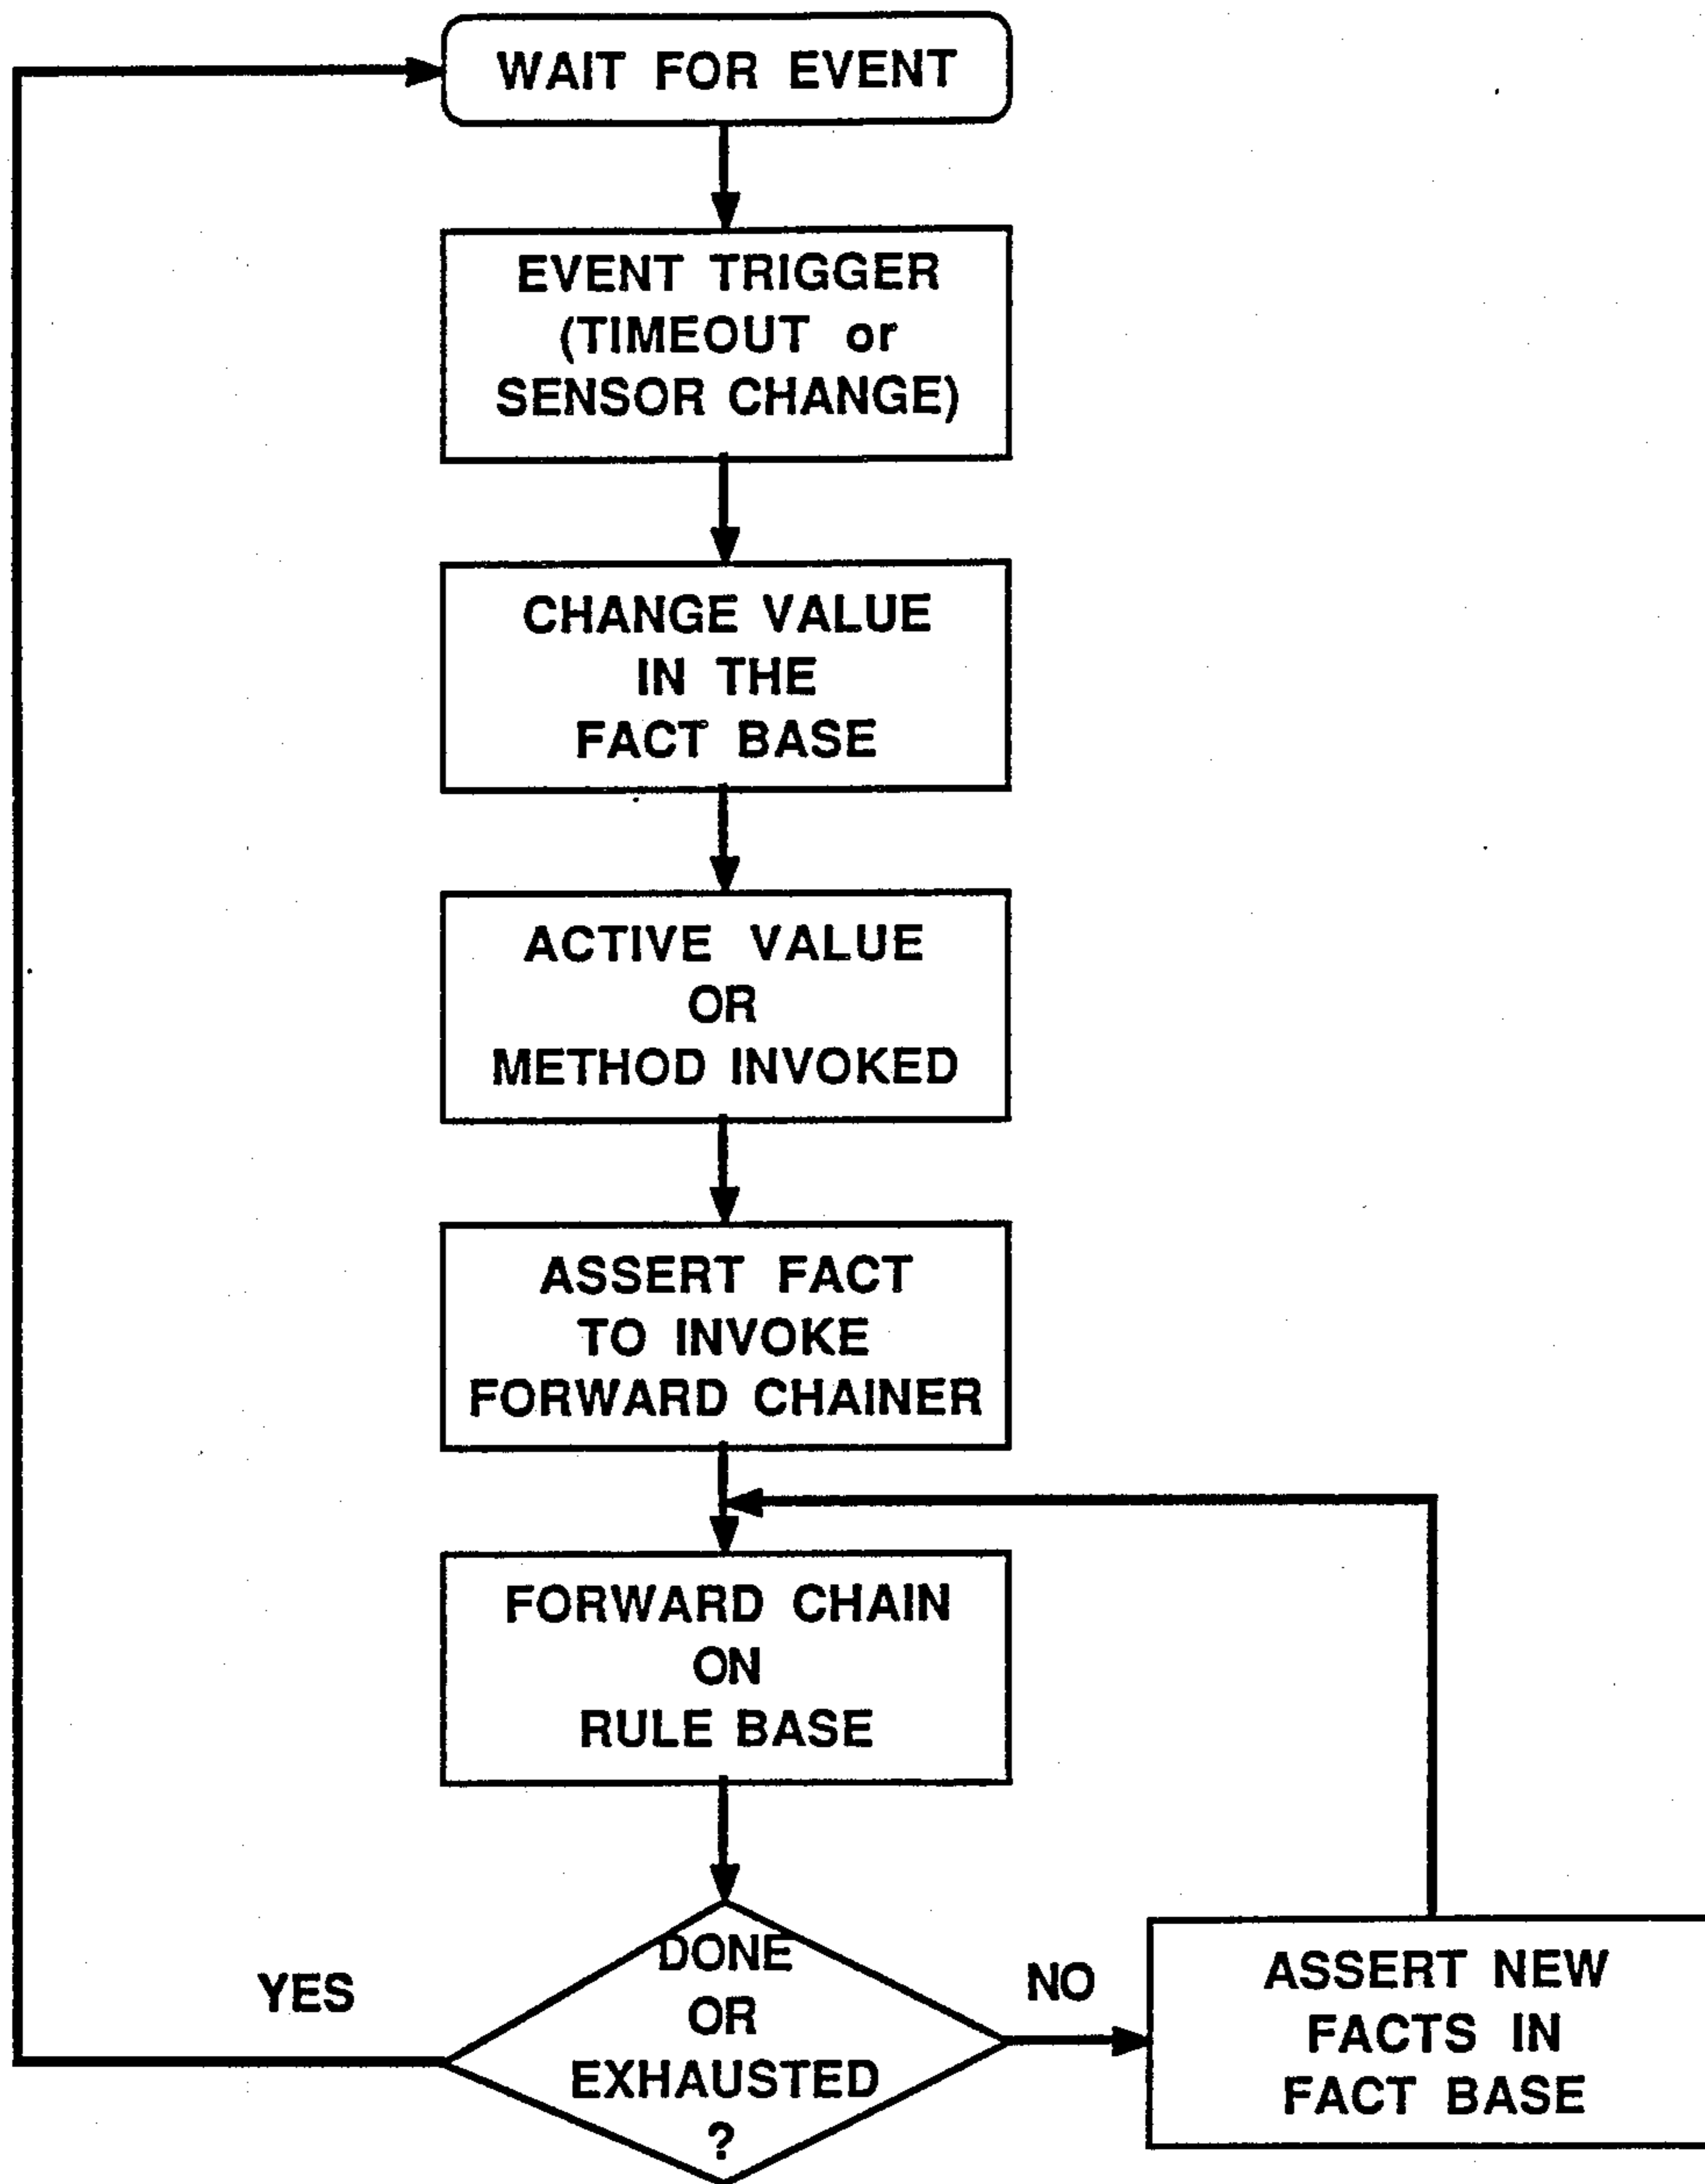 WAIT FOR EVENT
EVENT TRIGGER
(TIMEOUT or
SENSOR CHANGE)
CHANGE VALUE
IN THE
FACT BASE
ACTIVE VALUE
OR
METHOD INVOKED
ASSERT FACT
TO INVOKE
FORWARD CHAINER
FORWARD CHAIN
ON
RULE BASE
DONE
OR
EXHAUSTED
?
YES
NO
ASSERT NEW
FACTS IN
FACT BASE